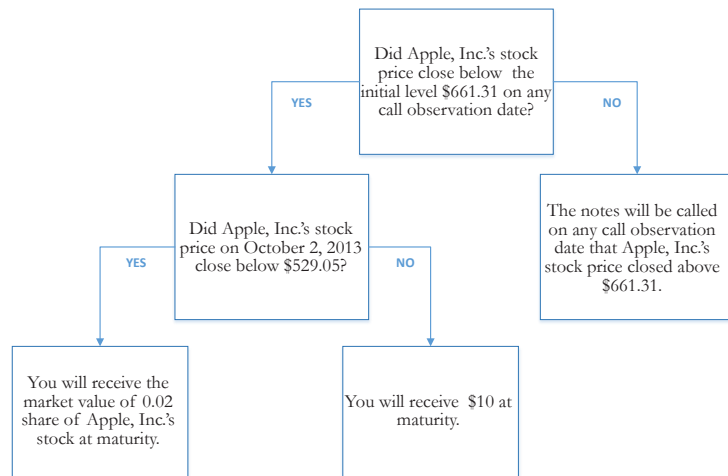 Did Apple, Inc.'s stock
price close below the
initial level $661.31 on any
call observation date?
YES
NO
Did Apple, Inc.'s stock
price on October 2, 2013
close below $529.05?
The notes will be called
on any call observation
date that Apple, Inc.'s
stock price closed above
$661.31.
YES
NO
You will receive the
market value of 0.02
share of Apple, Inc.'s
stock at maturity.
You will receive $10 at
maturity.